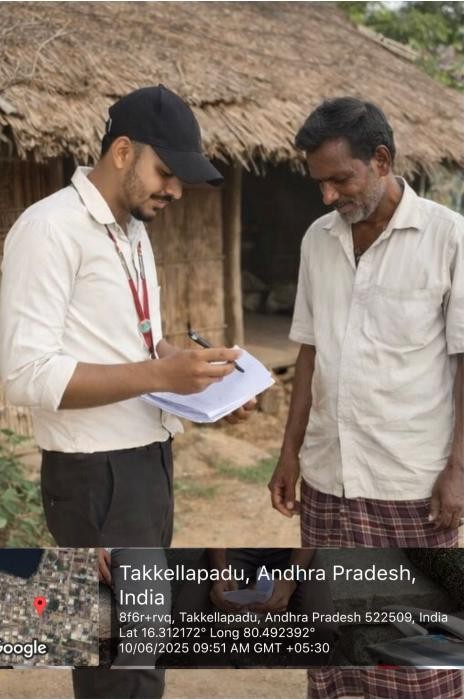 Takkellapadu, Andhra Pradesh,
India
8f6r+rvq, Takkellapadu, Andhra Pradesh 522509, India
Lat 16.312172° Long 80.492392°
10/06/2025 09:51 AM GMT +05:30
Google